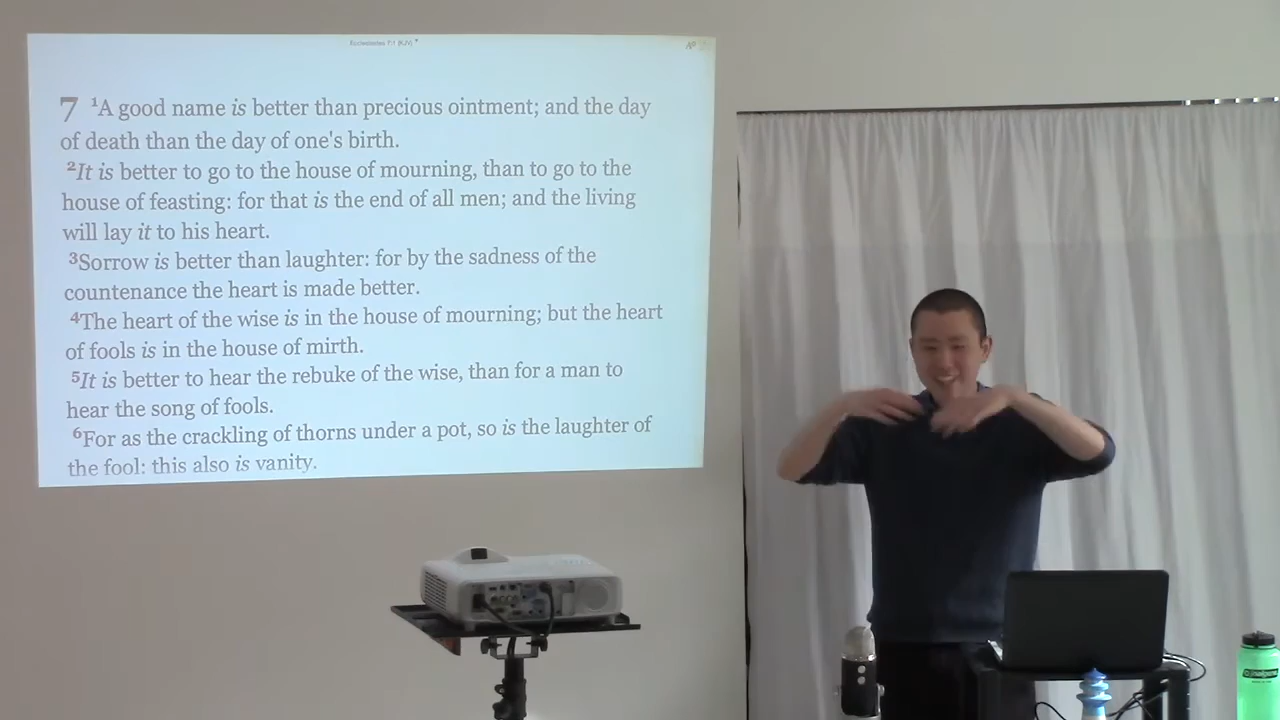 Ecclesiastes 7:1 (KJV)
7 1A good name is better than precious ointment; and the day
of death than the day of one's birth.
2It is better to go to the house of mourning, than to go to the
house of feasting: for that is the end of all men; and the living
will lay it to his heart.
3Sorrow is better than laughter: for by the sadness of the
countenance the heart is made better.
4The heart of the wise is in the house of mourning; but the heart
of fools is in the house of mirth.
5It is better to hear the rebuke of the wise, than for a man to
hear the song of fools.
6For as the crackling of thorns under a pot, so is the laughter of
the fool: this also is vanity.